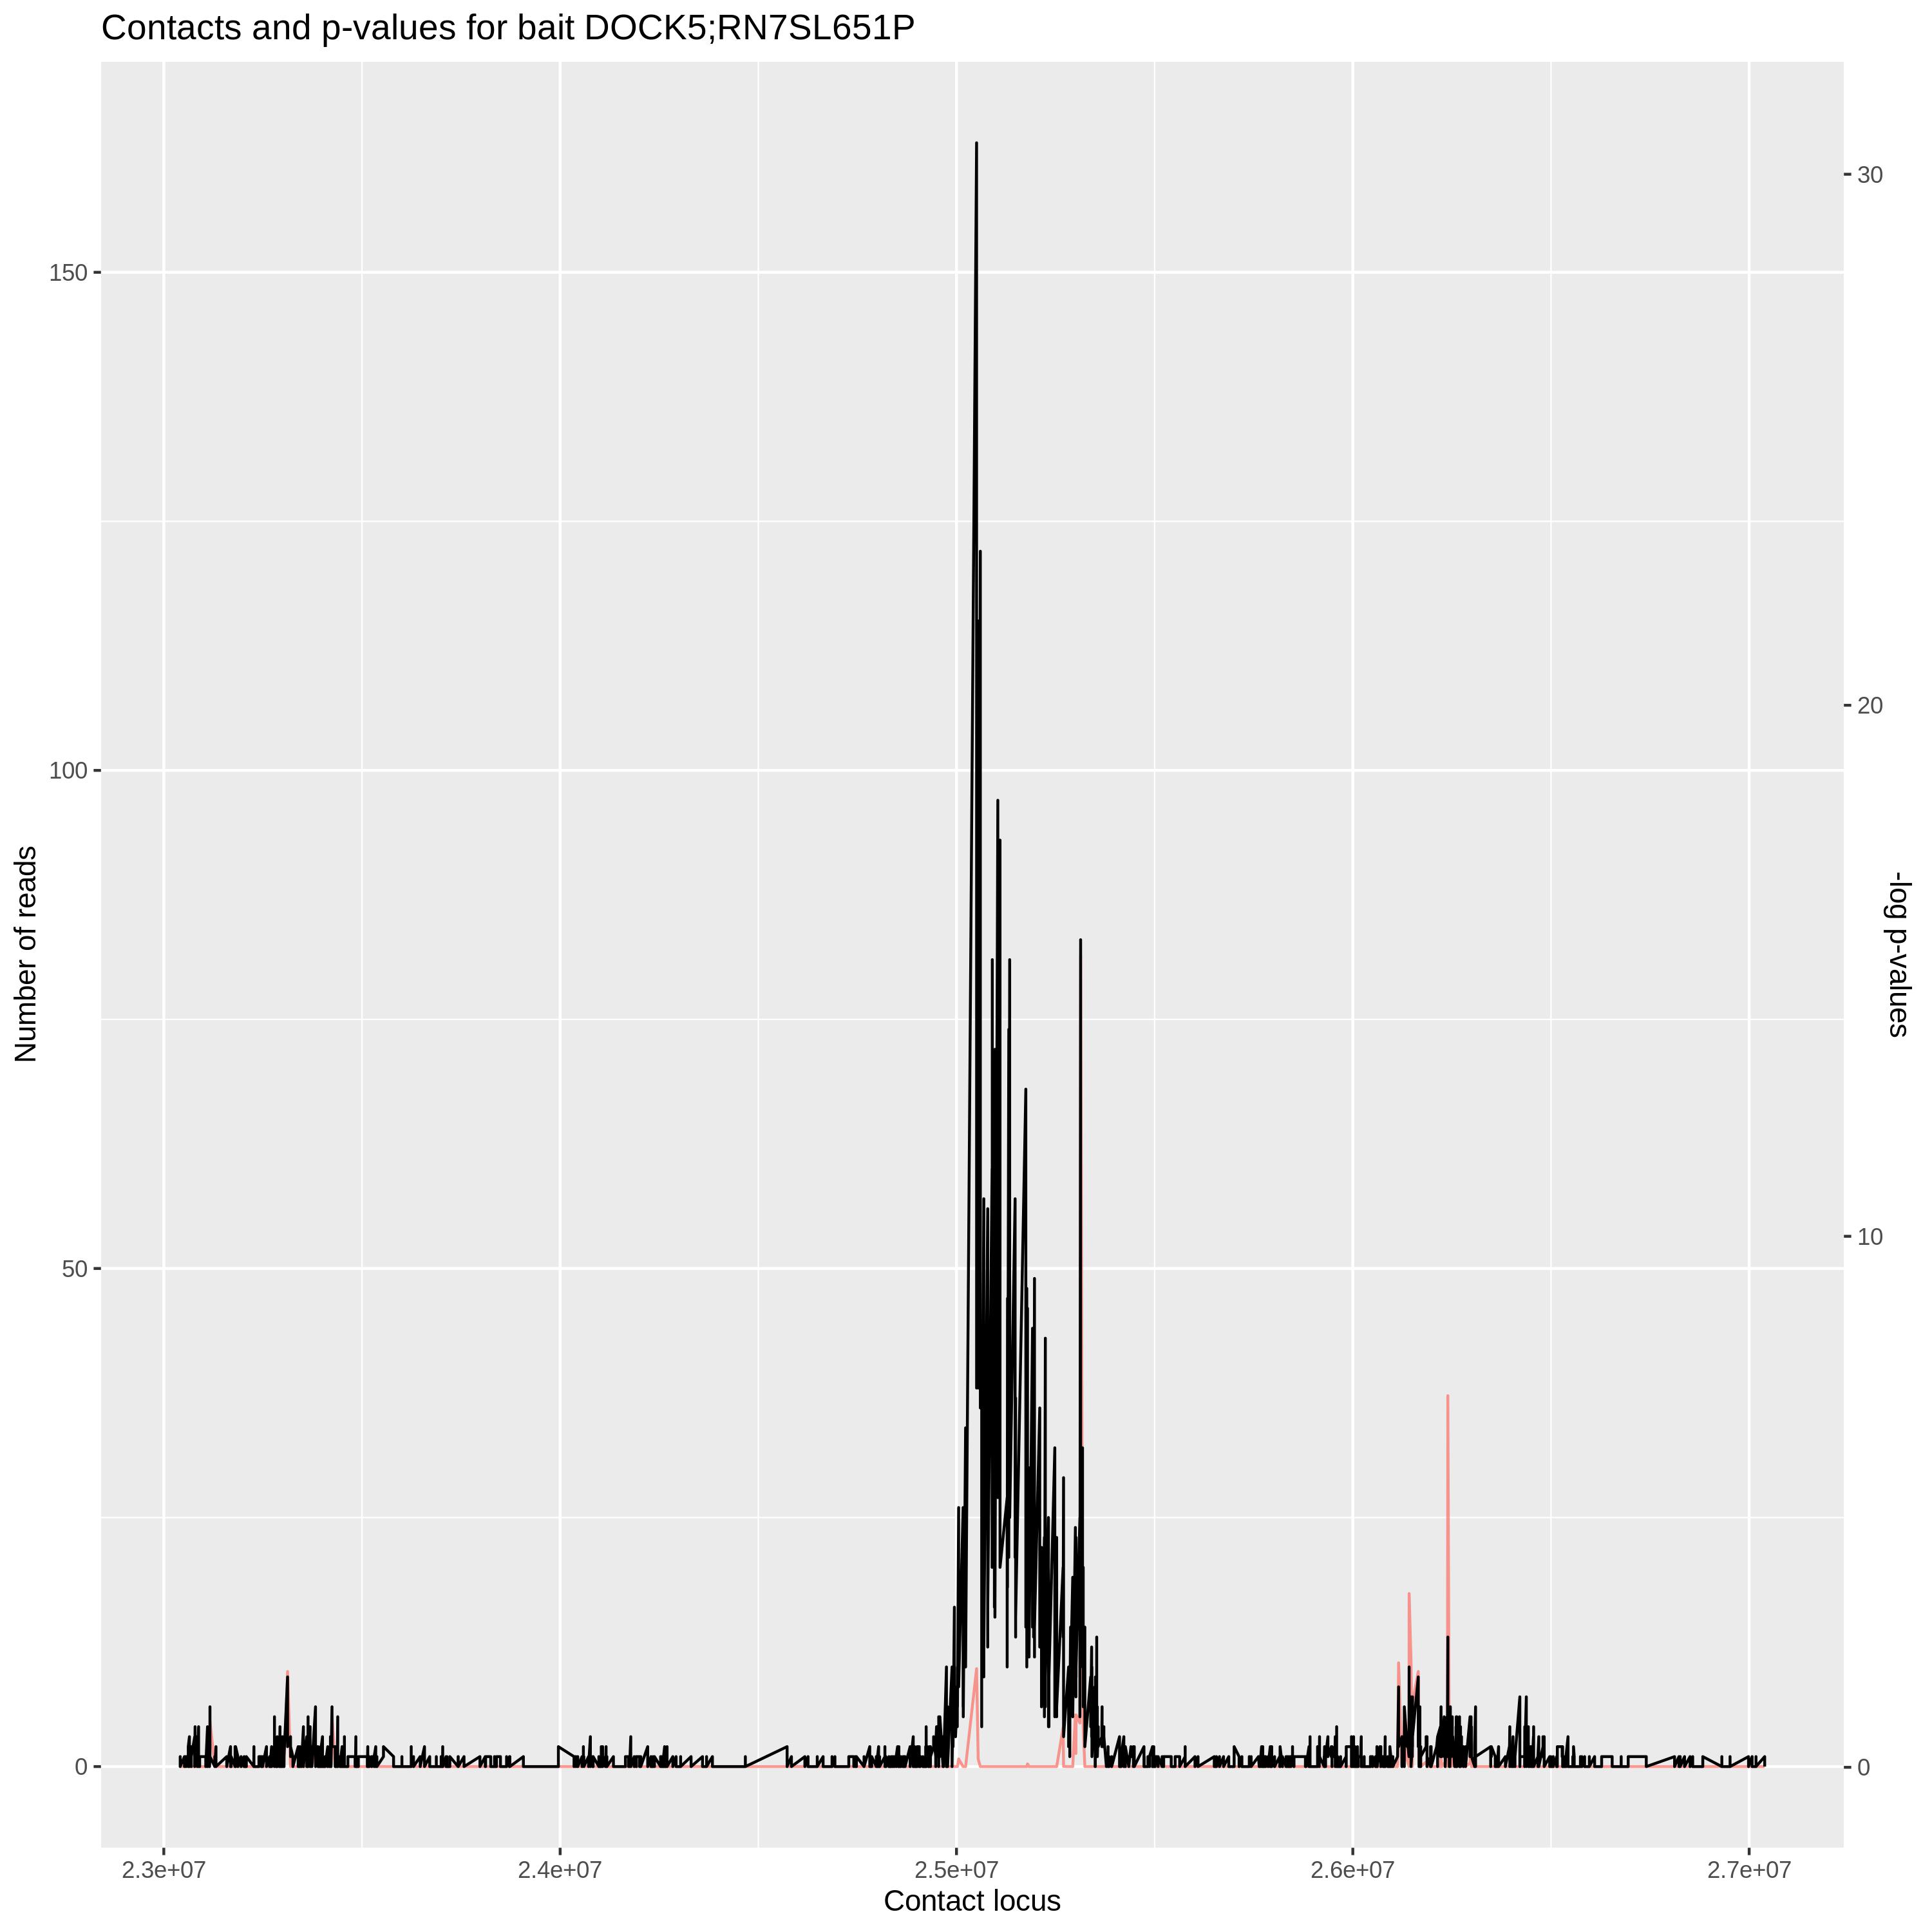 Contacts and p-values for bait DOCK5;RN7SL651P
Number of reads
150
100
50
0
30
20
10
0
-log p-values
2.3e+07
2.4e+07
2.5e+07
2.6e+07
2.7e+07
Contact locus